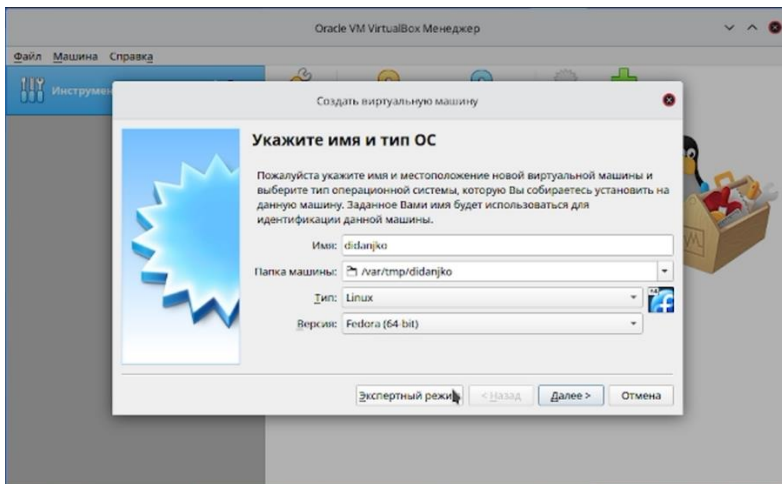 Oracle VM VirtualBox Менеджер
Файл Машина Справка
Создать виртуальную машину
Укажите имя и тип ОС
Пожалуйста укажите имя и местоположение новой виртуальной машины и
выберите тип операционной системы, которую Вы собираетесь установить на
данную машину. Заданное Вами имя будет использоваться для
идентификации данной машины.
Имя: didanjko
Папка машины: /var/tmp/didanjko
Тип: Linux
Версия: Fedora (64-bit)
Экспертный < Назад Далее > Отмена